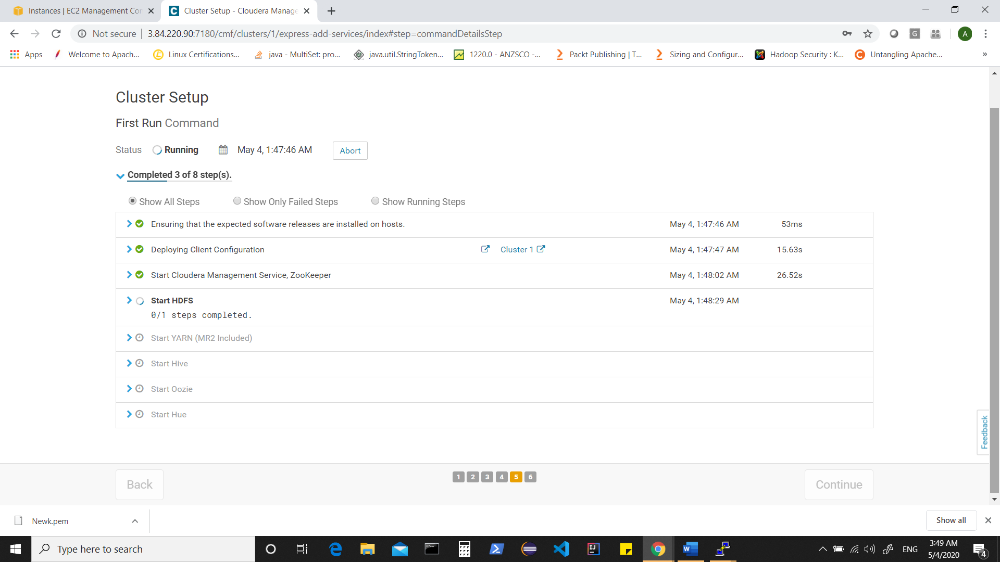 Instances | EC2 Management Con
Cluster Setup - Cloudera Manage
Not secure | 3.84.220.90:7180/cmf/clusters/1/express-add-services/index#step=commandDetailsStep
G
A
Apps
Welcome to Apach...
Linux Certifications...
java - MultiSet: pro...
java.util.StringToken...
1220.0 - ANZSCO -...
Packt Publishing | T...
Sizing and Configur...
Hadoop Security : K...
Untangling Apache...
»
Cluster Setup
First Run Command
Status Running May 4, 1:47:46 AM Abort
Completed 3 of 8 step(s).
Show All Steps Show Only Failed Steps Show Running Steps
Ensuring that the expected software releases are installed on hosts. May 4, 1:47:46 AM 53ms
Deploying Client Configuration Cluster 1 May 4, 1:47:47 AM 15.63s
Start Cloudera Management Service, ZooKeeper May 4, 1:48:02 AM 26.52s
Start HDFS May 4, 1:48:29 AM
0/1 steps completed.
Start YARN (MR2 Included)
Start Hive
Start Oozie
Start Hue
Feedback
Back 1 2 3 4 5 6 Continue
Newk.pem
Show all
Type here to search
ENG
3:49 AM
5/4/2020
4